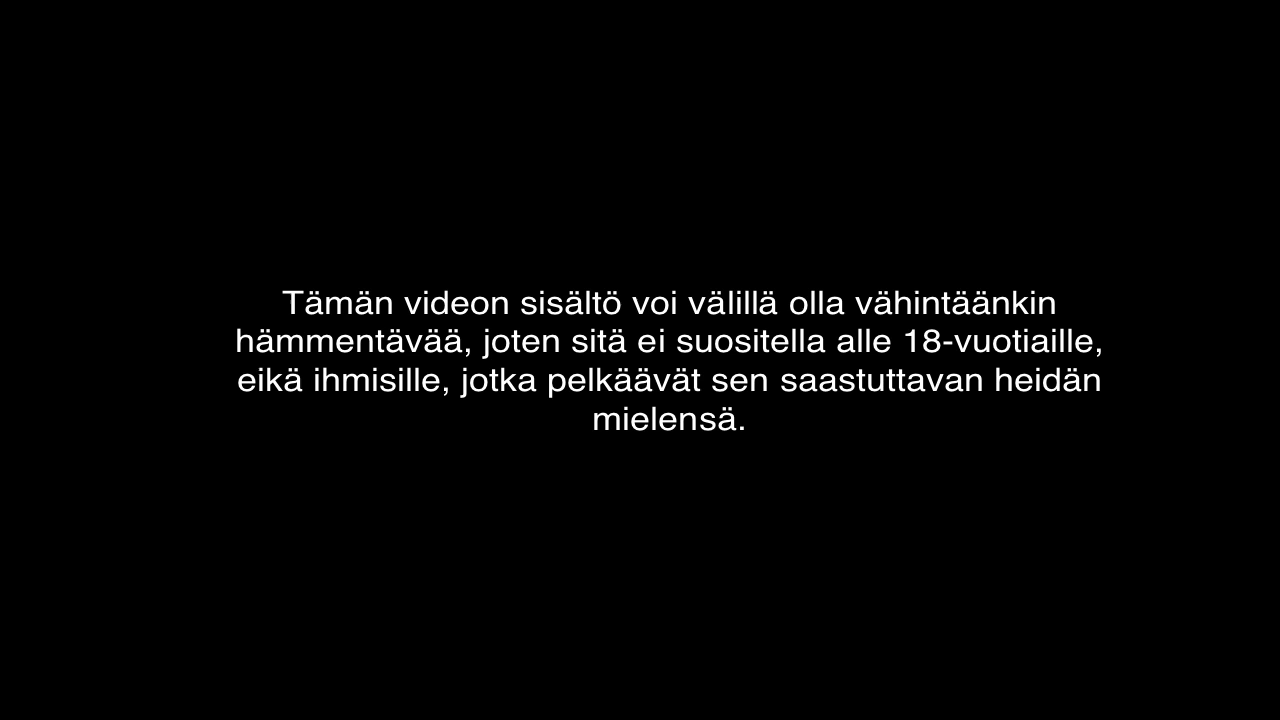 Tämän videon sisältö voi välillä olla vähintäänkin
hämmentävää, joten sitä ei suositella alle 18-vuotiaille,
eikä ihmisille, jotka pelkäävät sen saastuttavan heidän
mielensä.